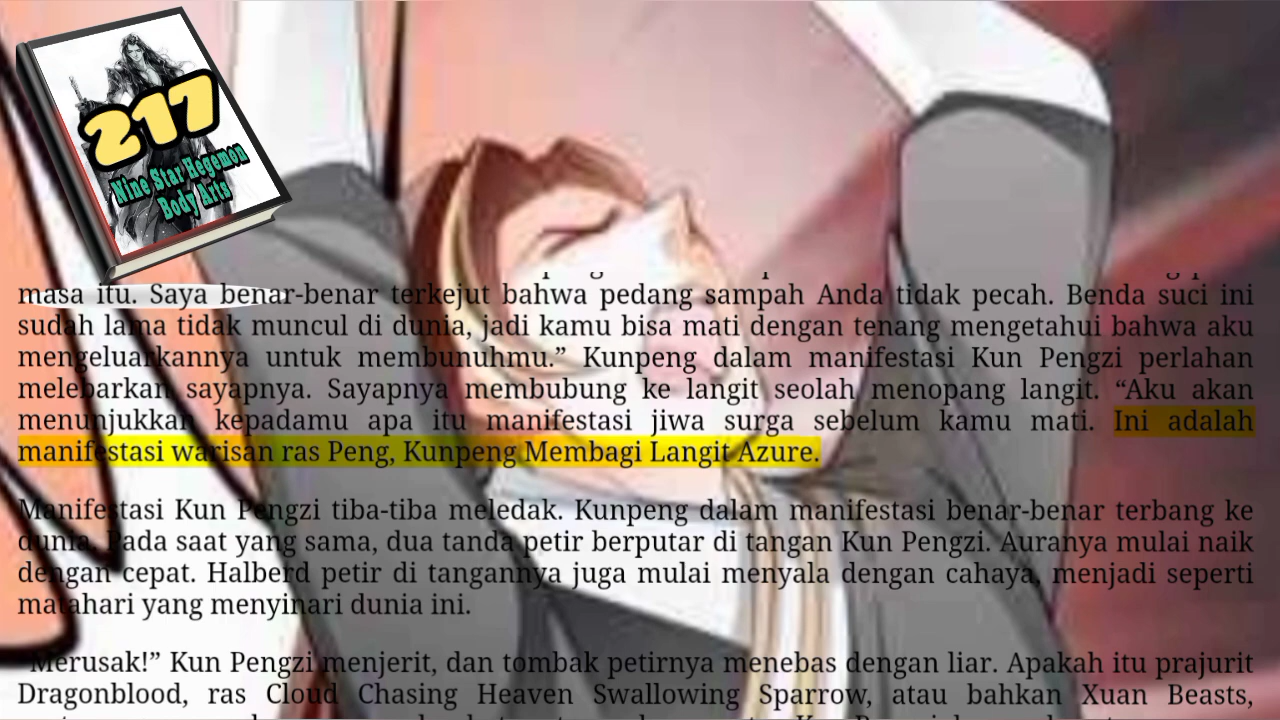 217
Nine Star Hegemon
Body Arts
masa itu. Saya benar-benar terkejut bahwa pedang sampah Anda tidak pecah. Benda suci ini
sudah lama tidak muncul di dunia, jadi kamu bisa mati dengan tenang mengetahui bahwa aku
mengeluarkannya untuk membunuhmu.” Kunpeng dalam manifestasi Kun Pengzi perlahan
melebarkan sayapnya. Sayapnya membubung ke langit seolah menopang langit. “Aku akan
menunjukkan kepadamu apa itu manifestasi jiwa surga sebelum kamu mati. Ini adalah
manifestasi warisan ras Peng, Kunpeng Membagi Langit Azure.
Manifestasi Kun Pengzi tiba-tiba meledak. Kunpeng dalam manifestasi benar-benar terbang ke
dunia. Pada saat yang sama, dua tanda petir berputar di tangan Kun Pengzi. Auranya mulai naik
dengan cepat. Halberd petir di tangannya juga mulai menyala dengan cahaya, menjadi seperti
matahari yang menyinari dunia ini.
“Merusak!” Kun Pengzi menjerit, dan tombak petirnya menebas dengan liar. Apakah itu prajurit
Dragonblood, ras Cloud Chasing Heaven Swallowing Sparrow, atau bahkan Xuan Beasts,